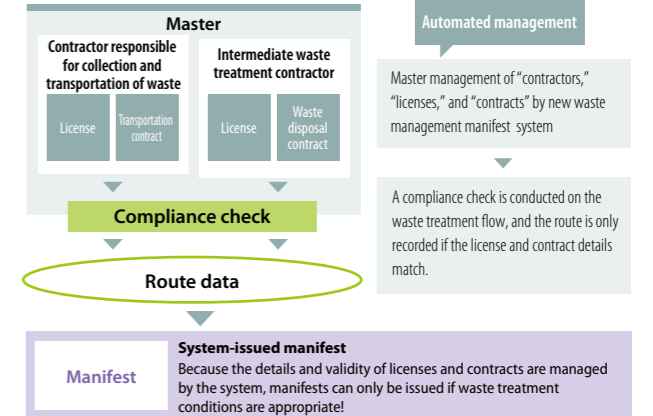 Master
Contractor responsible
for collection and
transportation of waste
License
Transportation
contract
Intermediate waste
treatment contractor
License
Waste
disposal
contract
Compliance check
Route data
Automated management
Master management of “contractors,”
“licenses,” and “contracts” by new waste
management manifest system
A compliance check is conducted on the
waste treatment flow, and the route is only
recorded if the license and contract details
match.
Manifest
System-issued manifest
Because the details and validity of licenses and contracts are managed
by the system, manifests can only be issued if waste treatment
conditions are appropriate!